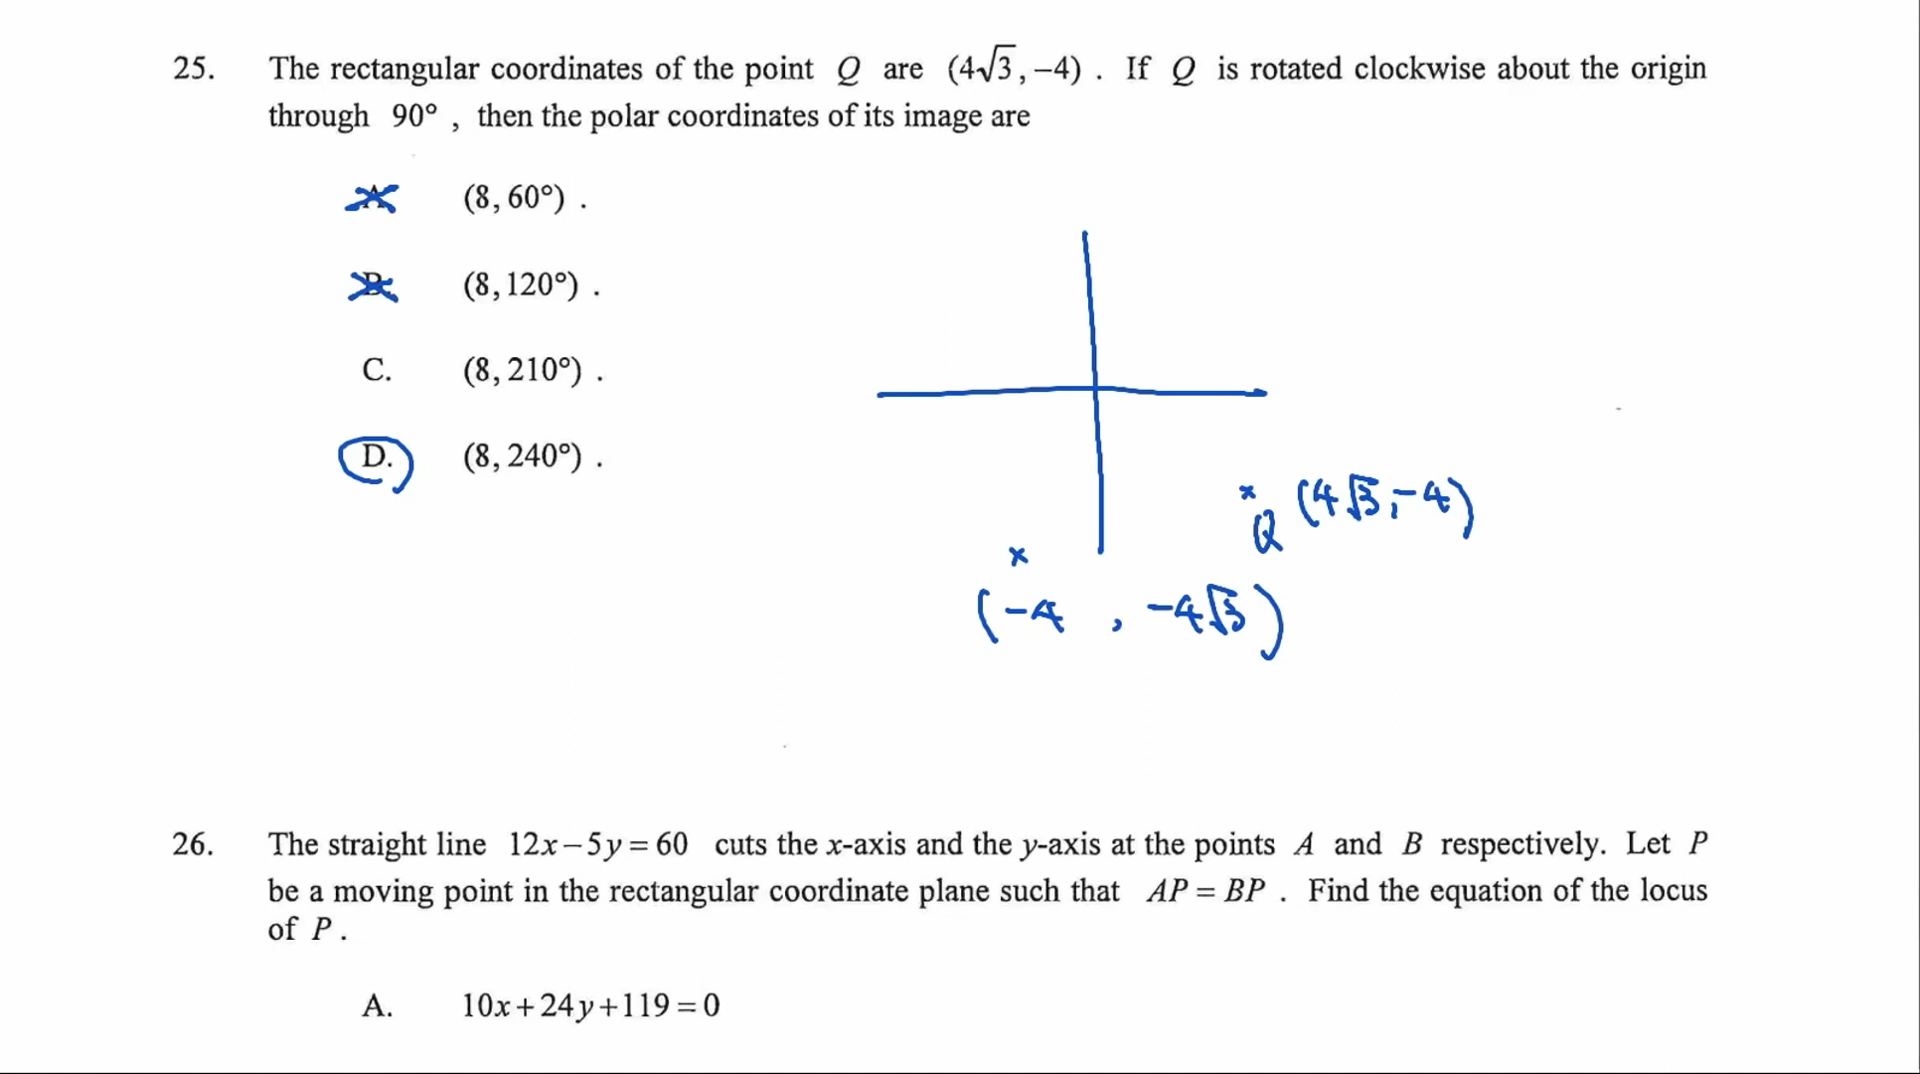 25. The rectangular coordinates of the point Q are (4√3, −4) . If Q is rotated clockwise about the origin
through 90° , then the polar coordinates of its image are
A. (8, 60°) .
B. (8, 120°) .
C. (8, 210°) .
D. (8, 240°) .
Q (4√3, −4)
(−4 , −4√3)
26. The straight line 12x − 5y = 60 cuts the x-axis and the y-axis at the points A and B respectively. Let P
be a moving point in the rectangular coordinate plane such that AP = BP . Find the equation of the locus
of P .
A. 10x + 24y + 119 = 0